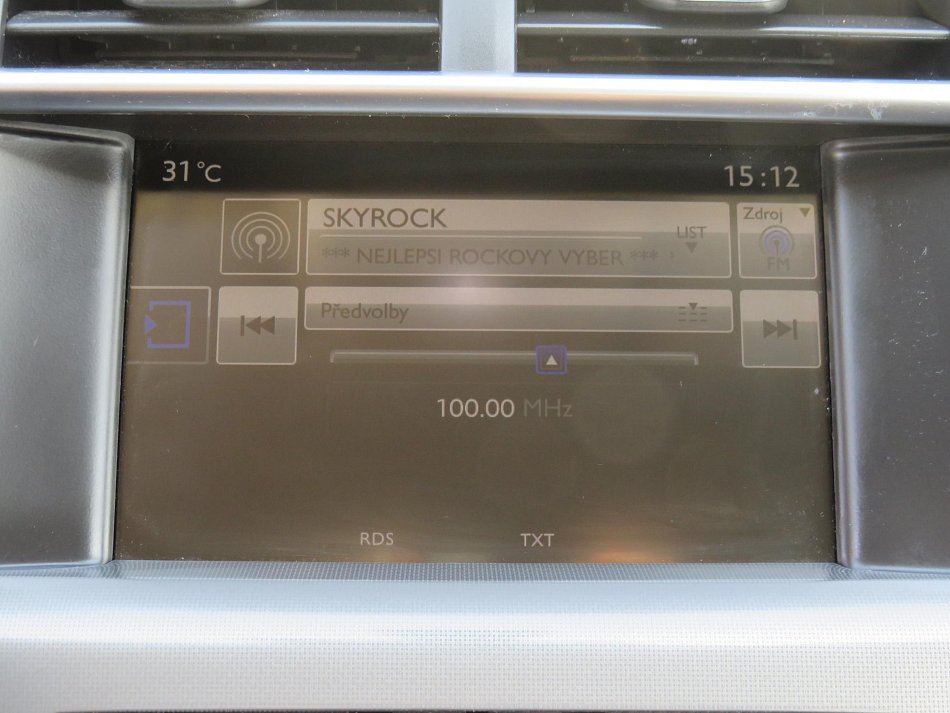 31 °C 15:12
SKYROCK
LIST
*** NEJLEPSI ROCKOVY VYBER ***
Zdroj
FM
Předvolby
100.00 MHz
RDS TXT